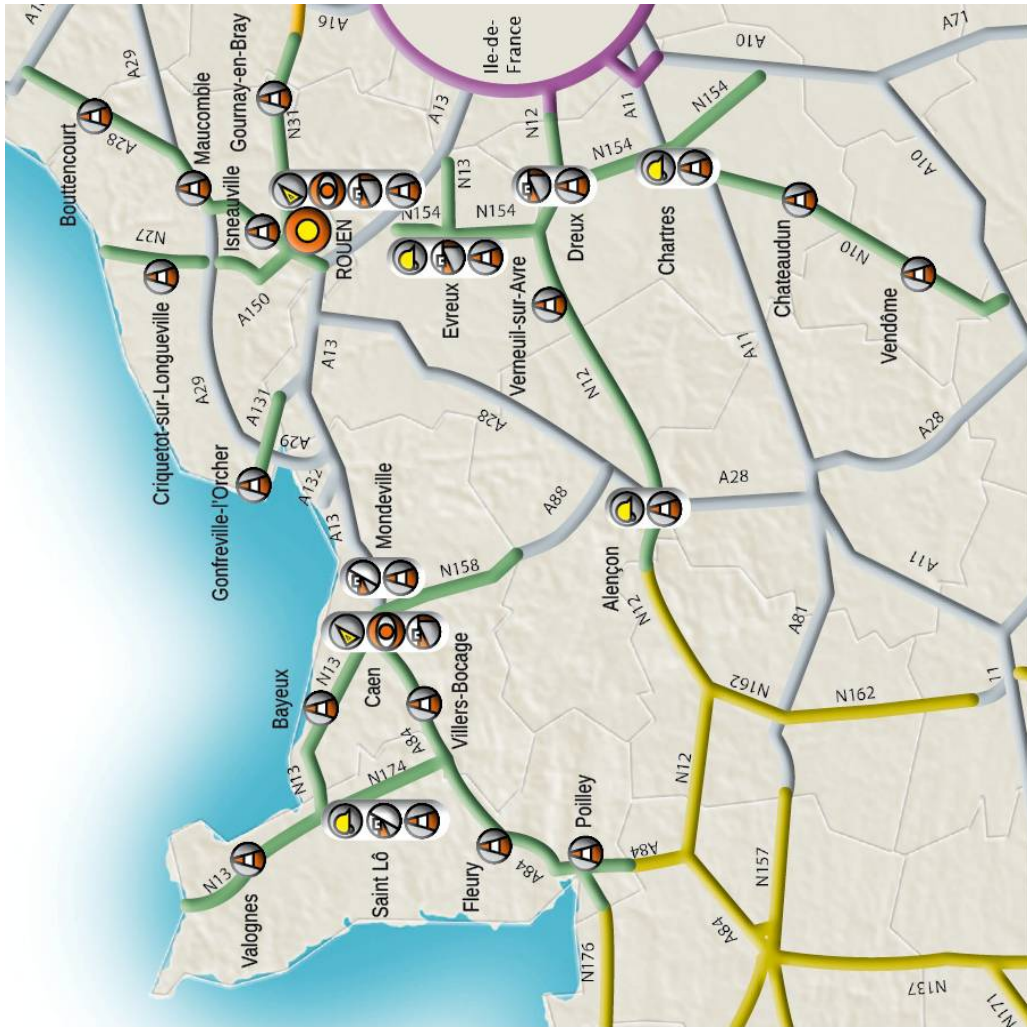 Valognes
N13
N13
Bayeux
N13
Saint Lô
N174
Caen
A84
Villers-Bocage
Fleury
A84
Poilley
N176
A84
A84
Mondeville
N158
A88
A13
A132
A29
A131
Gonfreville-l'Orcher
A29
Criquetot-sur-Longueville
N27
A150
A13
Bouttencourt
A28
A29
Maucomble
Isneauville
ROUEN
Gournay-en-Bray
N31
A16
A13
Ile-de-
France
N154
N13
N154
Evreux
Verneuil-sur-Avre
N12
Dreux
N12
N154
A11
N154
A10
A71
A10
Chartres
Chateaudun
N10
Vendôme
A28
A11
A28
Alençon
A28
N12
N162
N162
A81
A11
11
N12
N157
N137
N171